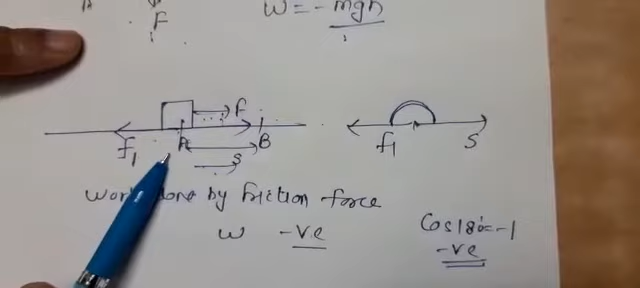 F
W = - mgh
F
f₁ A S B
f₁ S
work done by friction force
W -ve
Cos180 = -1
-ve